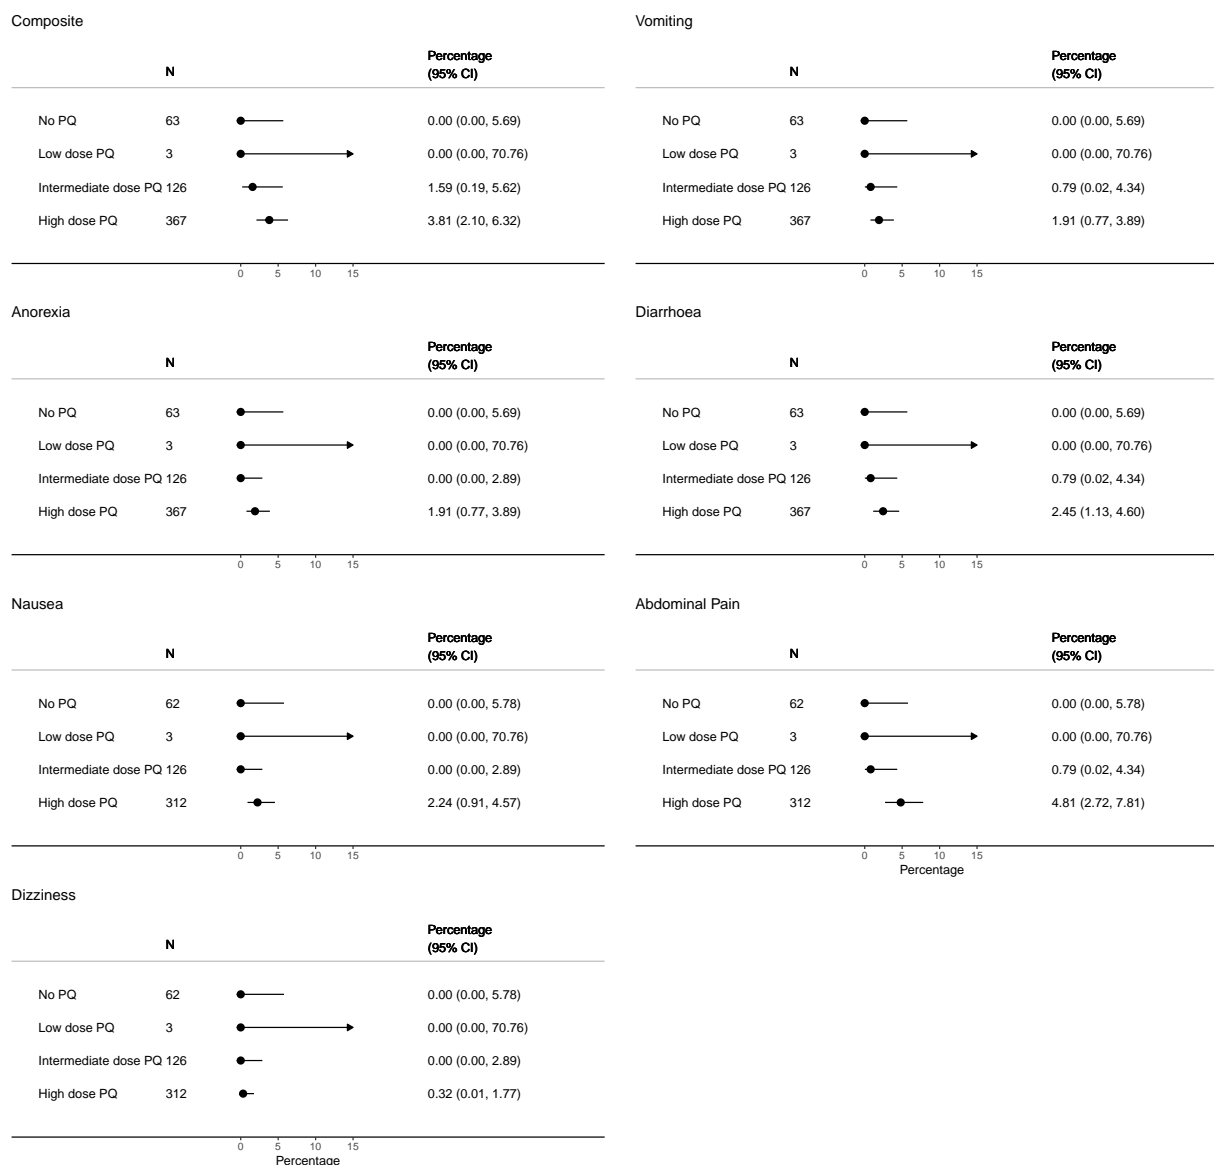 Composite
N
Percentage
(95% CI)
No PQ 63 0.00 (0.00, 5.69)
Low dose PQ 3 0.00 (0.00, 70.76)
Intermediate dose PQ 126 1.59 (0.19, 5.62)
High dose PQ 367 3.81 (2.10, 6.32)
0 5 10 15
Vomiting
N
Percentage
(95% CI)
No PQ 63 0.00 (0.00, 5.69)
Low dose PQ 3 0.00 (0.00, 70.76)
Intermediate dose PQ 126 0.79 (0.02, 4.34)
High dose PQ 367 1.91 (0.77, 3.89)
0 5 10 15
Anorexia
N
Percentage
(95% CI)
No PQ 63 0.00 (0.00, 5.69)
Low dose PQ 3 0.00 (0.00, 70.76)
Intermediate dose PQ 126 0.00 (0.00, 2.89)
High dose PQ 367 1.91 (0.77, 3.89)
0 5 10 15
Diarrhoea
N
Percentage
(95% CI)
No PQ 63 0.00 (0.00, 5.69)
Low dose PQ 3 0.00 (0.00, 70.76)
Intermediate dose PQ 126 0.79 (0.02, 4.34)
High dose PQ 367 2.45 (1.13, 4.60)
0 5 10 15
Nausea
N
Percentage
(95% CI)
No PQ 62 0.00 (0.00, 5.78)
Low dose PQ 3 0.00 (0.00, 70.76)
Intermediate dose PQ 126 0.00 (0.00, 2.89)
High dose PQ 312 2.24 (0.91, 4.57)
0 5 10 15
Abdominal Pain
N
Percentage
(95% CI)
No PQ 62 0.00 (0.00, 5.78)
Low dose PQ 3 0.00 (0.00, 70.76)
Intermediate dose PQ 126 0.79 (0.02, 4.34)
High dose PQ 312 4.81 (2.72, 7.81)
0 5 10 15
Percentage
Dizziness
N
Percentage
(95% CI)
No PQ 62 0.00 (0.00, 5.78)
Low dose PQ 3 0.00 (0.00, 70.76)
Intermediate dose PQ 126 0.00 (0.00, 2.89)
High dose PQ 312 0.32 (0.01, 1.77)
0 5 10 15
Percentage